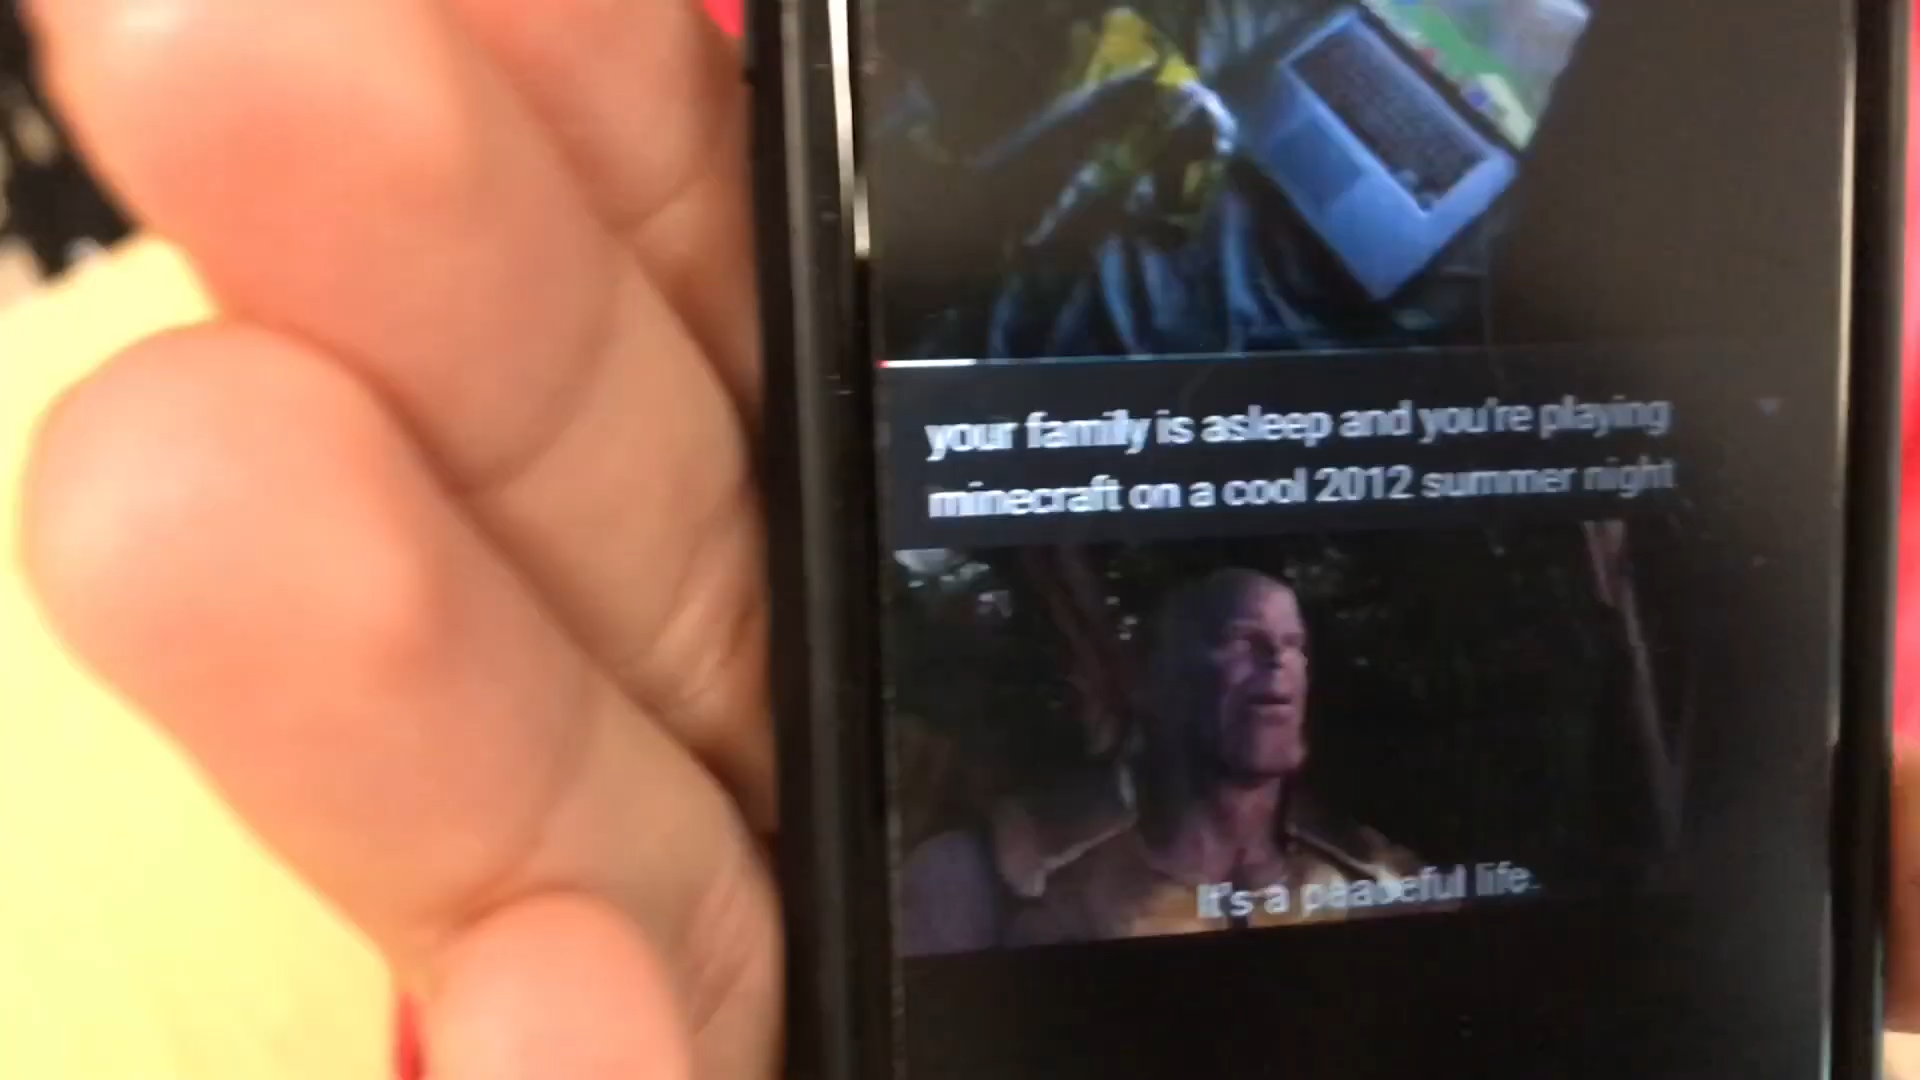 your family is asleep and you're playing
minecraft on a cool 2012 summer night
It's a peaceful life.